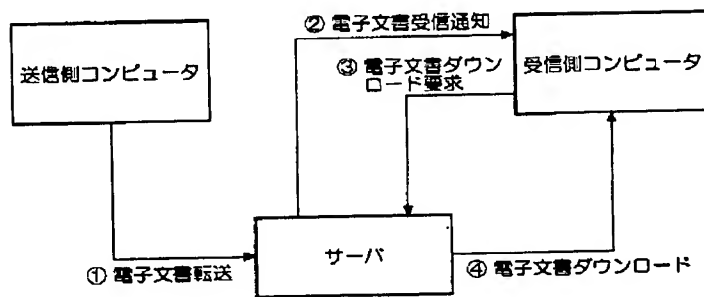 ② 電子文書受信通知
送信側コンピュータ
受信側コンピュータ
③ 電子文書ダウン
ロード要求
サーバ
① 電子文書転送
④ 電子文書ダウンロード